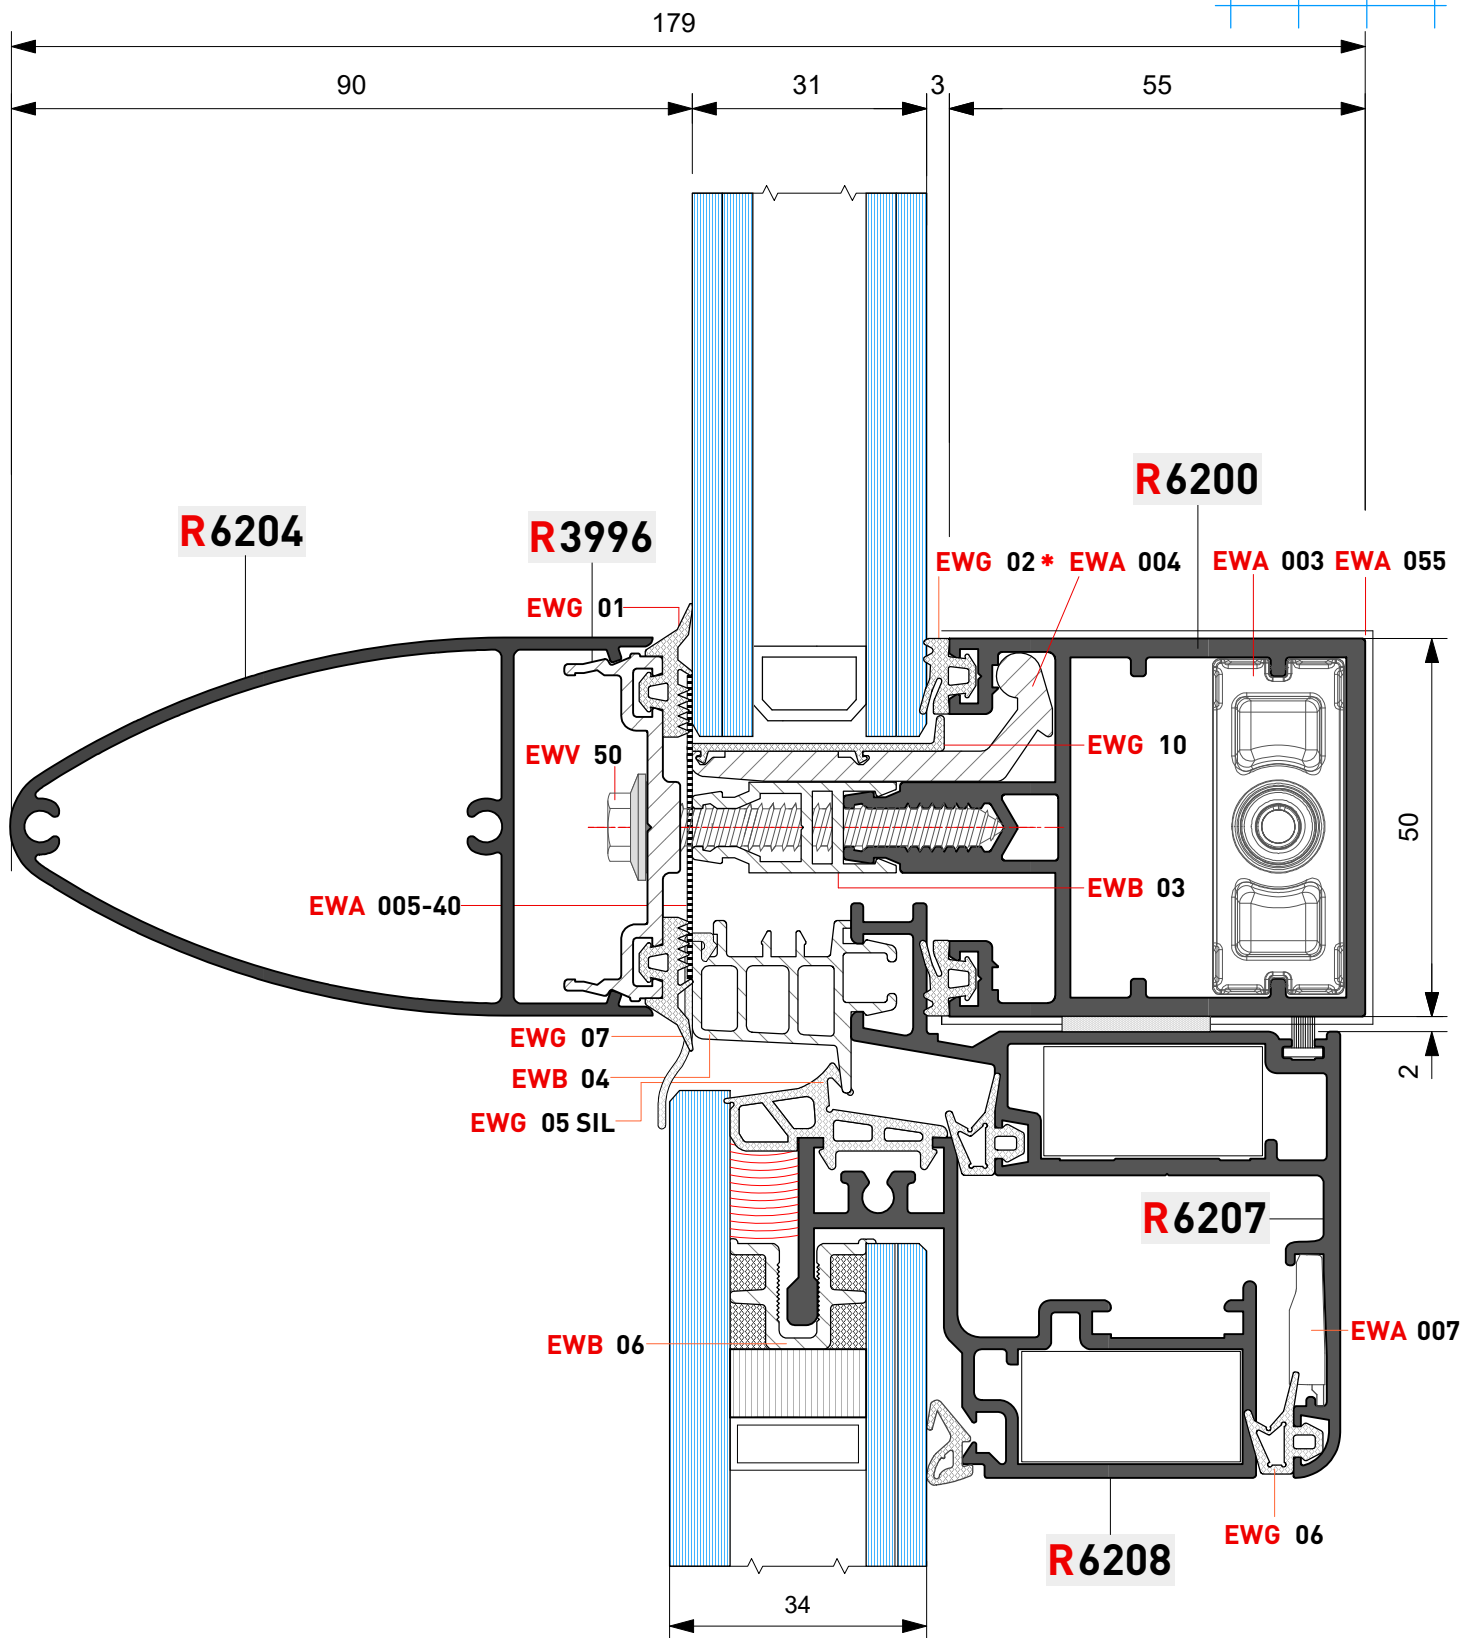 179
90 31 3 55
R6200
R6204 R3996
EWG 02* EWA 004 EWA 003 EWA 055
EWG 01
EWV 50
EWG 10
50
EWB 03
EWA 005-40
EWG 07
EWB 04
2
EWG 05 SIL
R6207
EWA 007
EWB 06
EWG 06
R6208
34